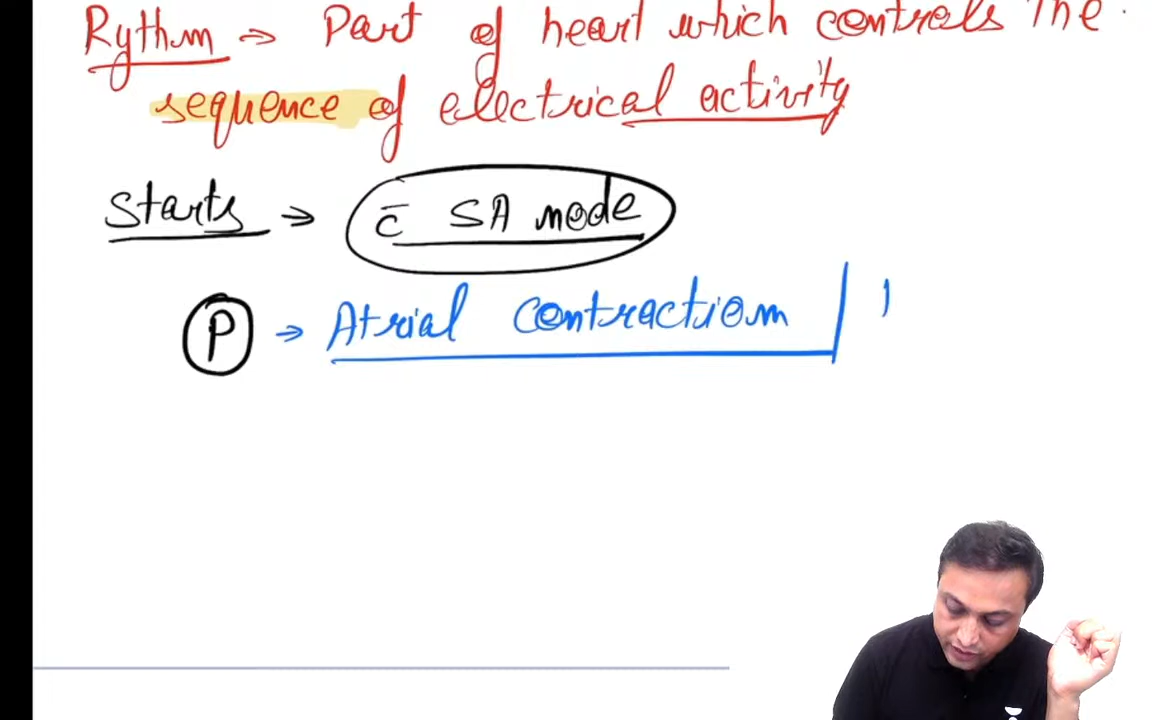 Rythm ⇒ Part of heart which controls the
sequence of electrical activity
Starts ⇒ c̄ SA node
P → Atrial contraction